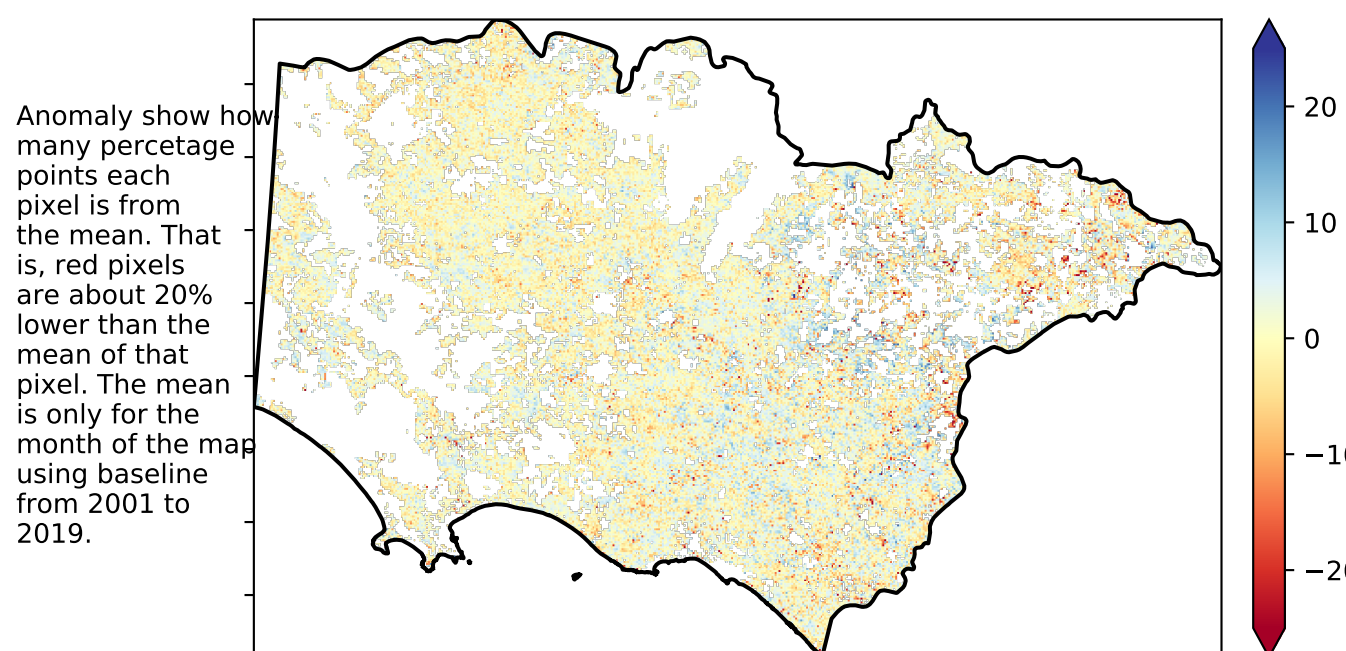 Anomaly show how
many percetage
points each
pixel is from
the mean. That
is, red pixels
are about 20%
lower than the
mean of that
pixel. The mean
is only for the
month of the map
using baseline
from 2001 to
2019.
20
10
0
−10
−20